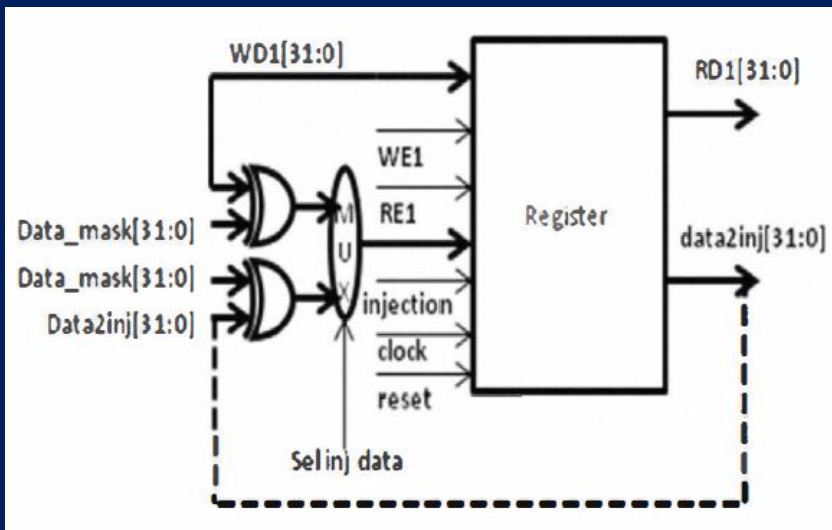 WD1[31:0]
RD1[31:0]
WE1
RE1
Register
Data_mask[31:0]
MUX
data2inj[31:0]
Data_mask[31:0]
Data2inj[31:0]
injection
clock
reset
Sel inj data